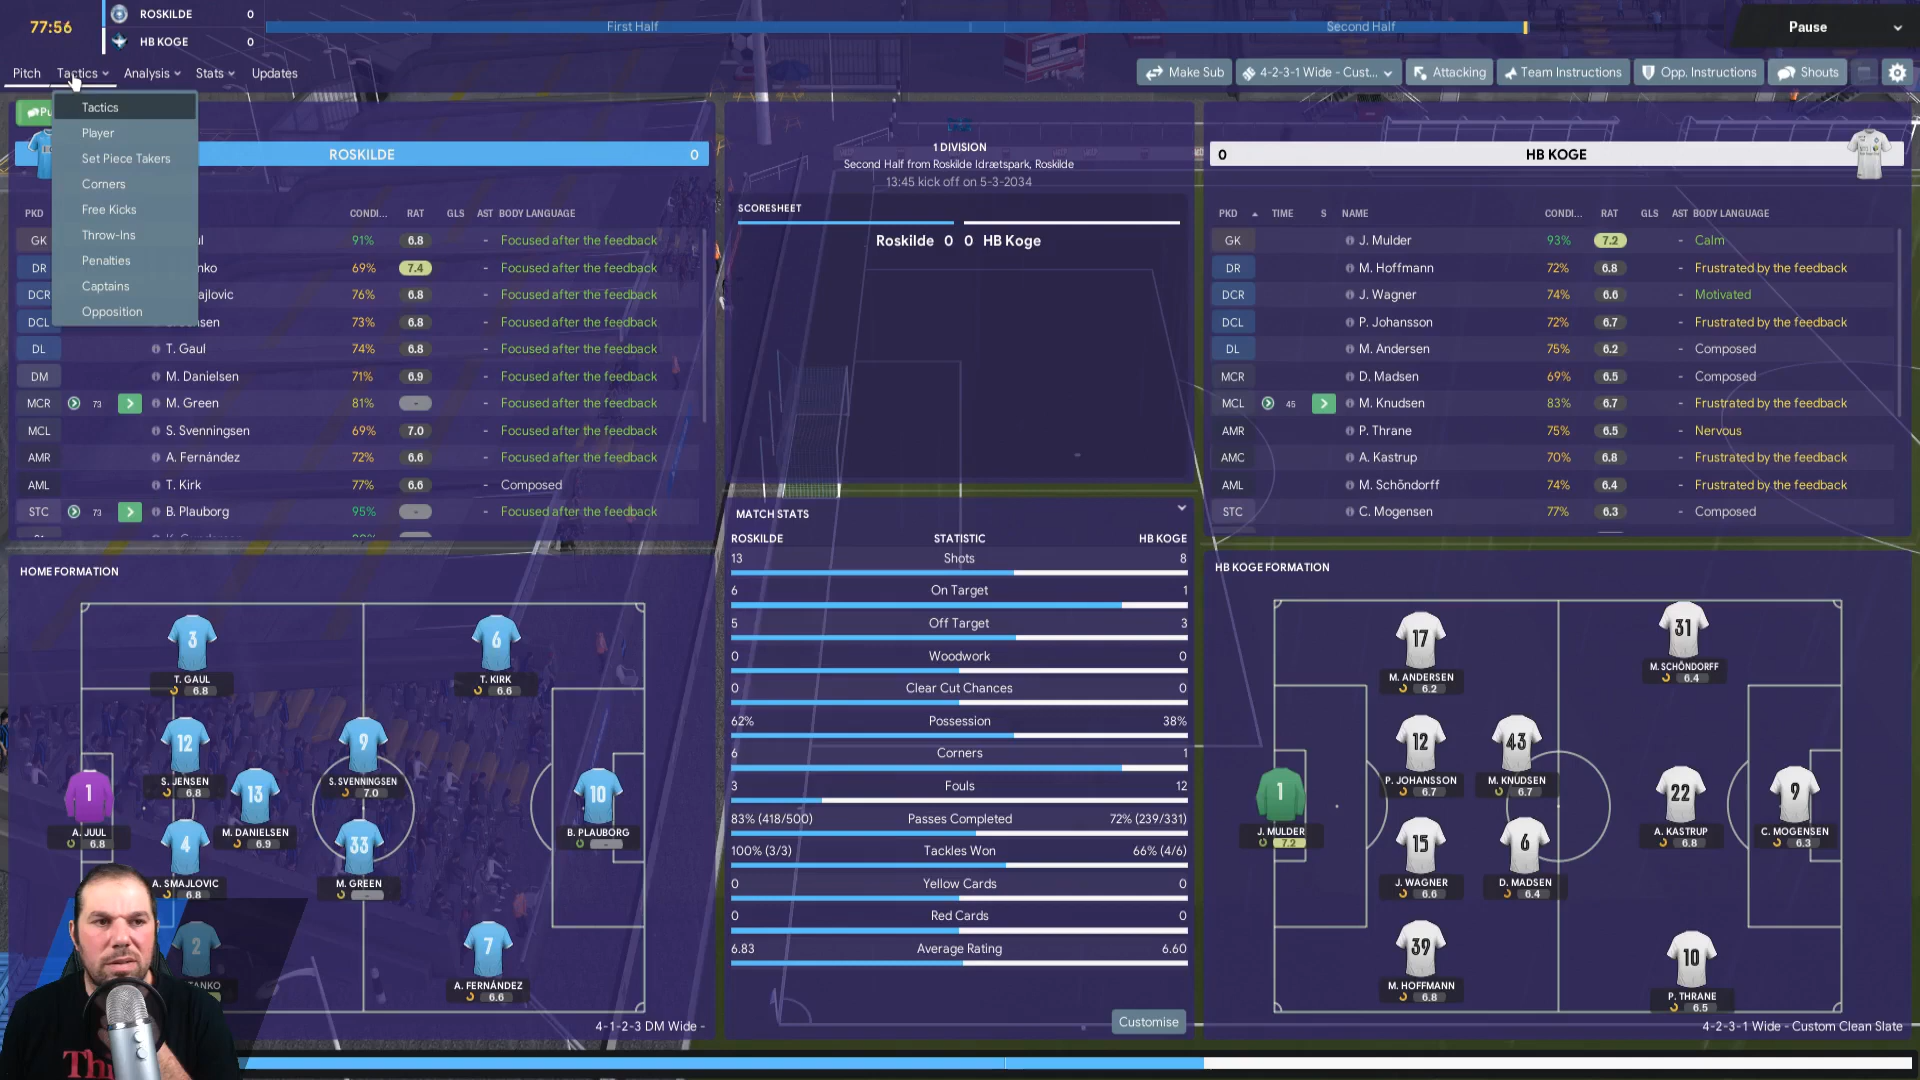 77:56
ROSKILDE 0
HB KOGE 0
First Half
Second Half
Pause
Pitch
Tactics
Analysis
Stats
Updates
Make Sub
4-2-3-1 Wide - Cust...
Attacking
Team Instructions
Opp. Instructions
Shouts
Tactics
Player
Set Piece Takers
Corners
Free Kicks
Throw-Ins
Penalties
Captains
Opposition
ROSKILDE 0
PKD CONDI... RAT GLS AST BODY LANGUAGE
GK 91% 6.8 - Focused after the feedback
DR 69% 7.4 - Focused after the feedback
DCR 76% 6.8 - Focused after the feedback
DCL 73% 6.8 - Focused after the feedback
DL T. Gaul 74% 6.8 - Focused after the feedback
DM M. Danielsen 71% 6.9 - Focused after the feedback
MCR 73 M. Green 81% - - Focused after the feedback
MCL S. Svenningsen 69% 7.0 - Focused after the feedback
AMR A. Fernández 72% 6.6 - Focused after the feedback
AML T. Kirk 77% 6.6 - Composed
STC 73 B. Plauborg 95% - - Focused after the feedback
1 DIVISION
Second Half from Roskilde Idrætspark, Roskilde
13:45 kick off on 5-3-2034
SCORESHEET
Roskilde 0 0 HB Koge
0 HB KOGE
PKD TIME S NAME CONDI... RAT GLS AST BODY LANGUAGE
GK J. Mulder 93% 7.2 - Calm
DR M. Hoffmann 72% 6.8 - Frustrated by the feedback
DCR J. Wagner 74% 6.6 - Motivated
DCL P. Johansson 72% 6.7 - Frustrated by the feedback
DL M. Andersen 75% 6.2 - Composed
MCR D. Madsen 69% 6.5 - Composed
MCL 45 M. Knudsen 83% 6.7 - Frustrated by the feedback
AMR P. Thrane 75% 6.5 - Nervous
AMC A. Kastrup 70% 6.8 - Frustrated by the feedback
AML M. Schöndorff 74% 6.4 - Frustrated by the feedback
STC C. Mogensen 77% 6.3 - Composed
HOME FORMATION
3
T. GAUL
6.8
6
T. KIRK
6.6
12
S. JENSEN
6.8
9
S. SVENNINGSEN
7.0
1
A. JUUL
6.8
13
M. DANIELSEN
6.9
10
B. PLAUBORG
-
4
A. SMAJLOVIC
6.8
33
M. GREEN
-
2
7
A. FERNÁNDEZ
6.6
4-1-2-3 DM Wide -
MATCH STATS
ROSKILDE STATISTIC HB KOGE
13 Shots 8
6 On Target 1
5 Off Target 3
0 Woodwork 0
0 Clear Cut Chances 0
62% Possession 38%
6 Corners 1
3 Fouls 12
83% (418/500) Passes Completed 72% (239/331)
100% (3/3) Tackles Won 66% (4/6)
0 Yellow Cards 0
0 Red Cards 0
6.83 Average Rating 6.60
Customise
HB KOGE FORMATION
17
M. ANDERSEN
6.2
31
M. SCHÖNDORFF
6.4
12
P. JOHANSSON
6.7
43
M. KNUDSEN
6.7
1
J. MULDER
7.2
22
A. KASTRUP
6.8
9
C. MOGENSEN
6.3
15
J. WAGNER
6.6
6
D. MADSEN
6.4
39
M. HOFFMANN
6.8
10
P. THRANE
6.5
4-2-3-1 Wide - Custom Clean Slate